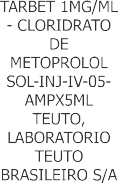 TARBET 1MG/ML
- CLORIDRATO
DE
METOPROLOL
SOL-INJ-IV-05-
AMPX5ML
TEUTO,
LABORATORIO
TEUTO
BRASILEIRO S/A